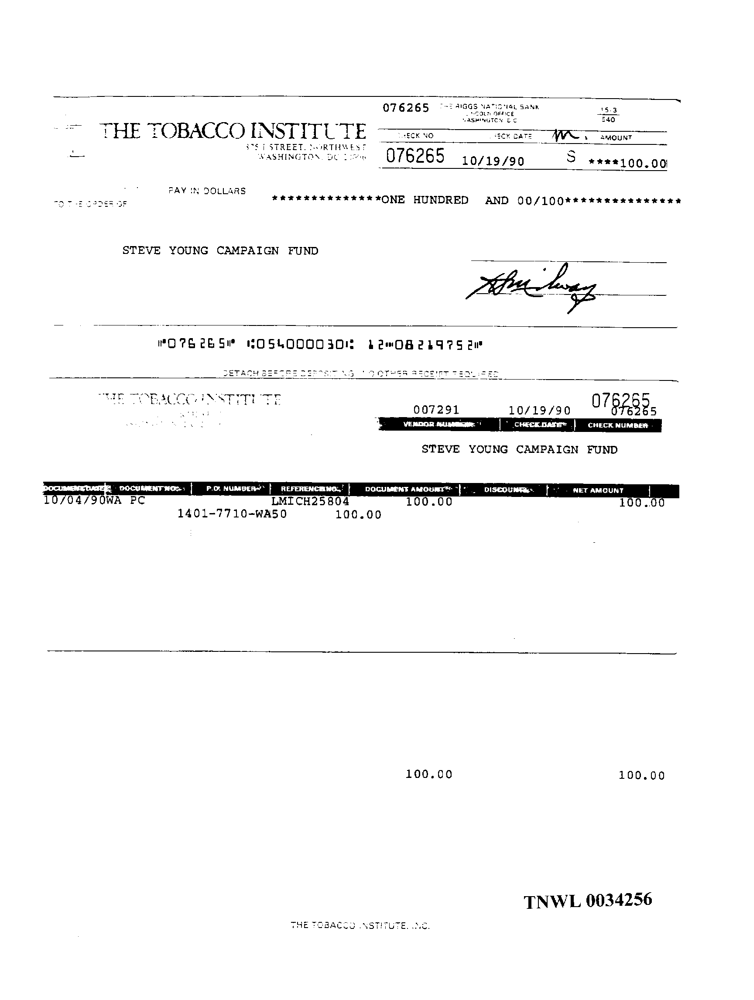 076265 THE RIGGS NATIONAL BANK 15-3
LINCOLN OFFICE 540
WASHINGTON, D.C.
THE TOBACCO INSTITUTE
875 I STREET, NORTHWEST
WASHINGTON, DC
CHECK NO CHECK DATE AMOUNT
076265 10/19/90 S ****100.00
PAY IN DOLLARS
TO THE ORDER OF
**************ONE HUNDRED AND 00/100***************
STEVE YOUNG CAMPAIGN FUND
⑈076265⑈ ⑆054000030⑆ 12⑉08219752⑈
DETACH BEFORE DEPOSITING NO OTHER RECEIPT REQUIRED
THE TOBACCO INSTITUTE
076265
007291 10/19/90 076265
VENDOR NUMBER CHECK DATE CHECK NUMBER
STEVE YOUNG CAMPAIGN FUND
DOCUMENT DATE DOCUMENT NO. P.O. NUMBER REFERENCE NO. DOCUMENT AMOUNT DISCOUNT NET AMOUNT
10/04/90WA PC LMICH25804 100.00 100.00
1401-7710-WA50 100.00
100.00 100.00
TNWL 0034256
THE TOBACCO INSTITUTE, INC.